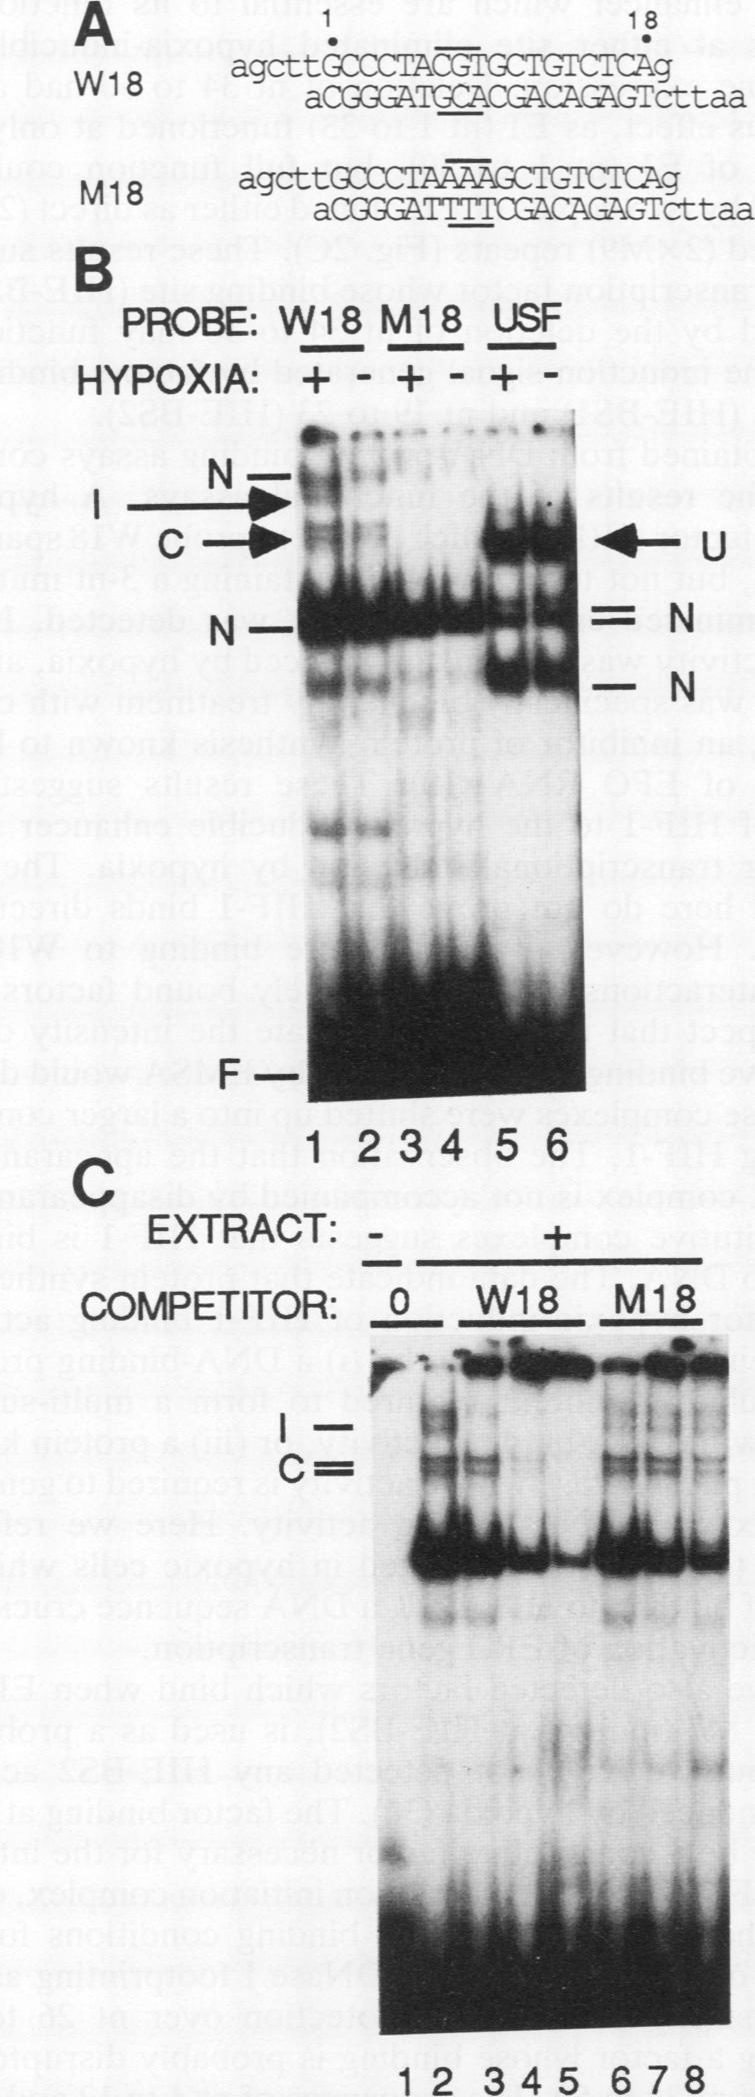 A
1 18
agcttGCCCTACGTGCTGTCTCAg
W18
aCGGGATGCACGACAGAGTcttaa
agcttGCCCTAAAAGCTGTCTCAg
M18
aCGGGATTTTCGACAGAGTcttaa
B
PROBE: W18 M18 USF
HYPOXIA: + - + - + -
N
I
C U
N N
N
F
1 2 3 4 5 6
C
EXTRACT: - +
COMPETITOR: 0 W18 M18
I
C
1 2 3 4 5 6 7 8